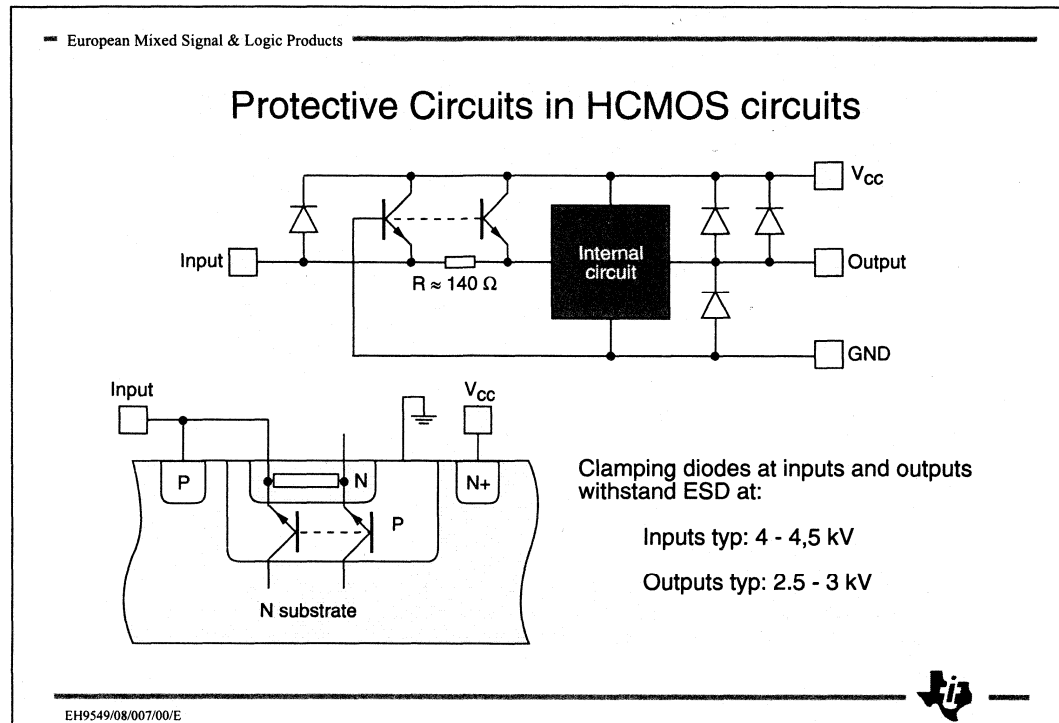 European Mixed Signal & Logic Products
Protective Circuits in HCMOS circuits
VCC
Input
R ≈ 140 Ω
Internal
circuit
Output
GND
Input
VCC
P
N
N+
P
N substrate
Clamping diodes at inputs and outputs
withstand ESD at:
Inputs typ: 4 - 4,5 kV
Outputs typ: 2.5 - 3 kV
ti
EH9549/08/007/00/E